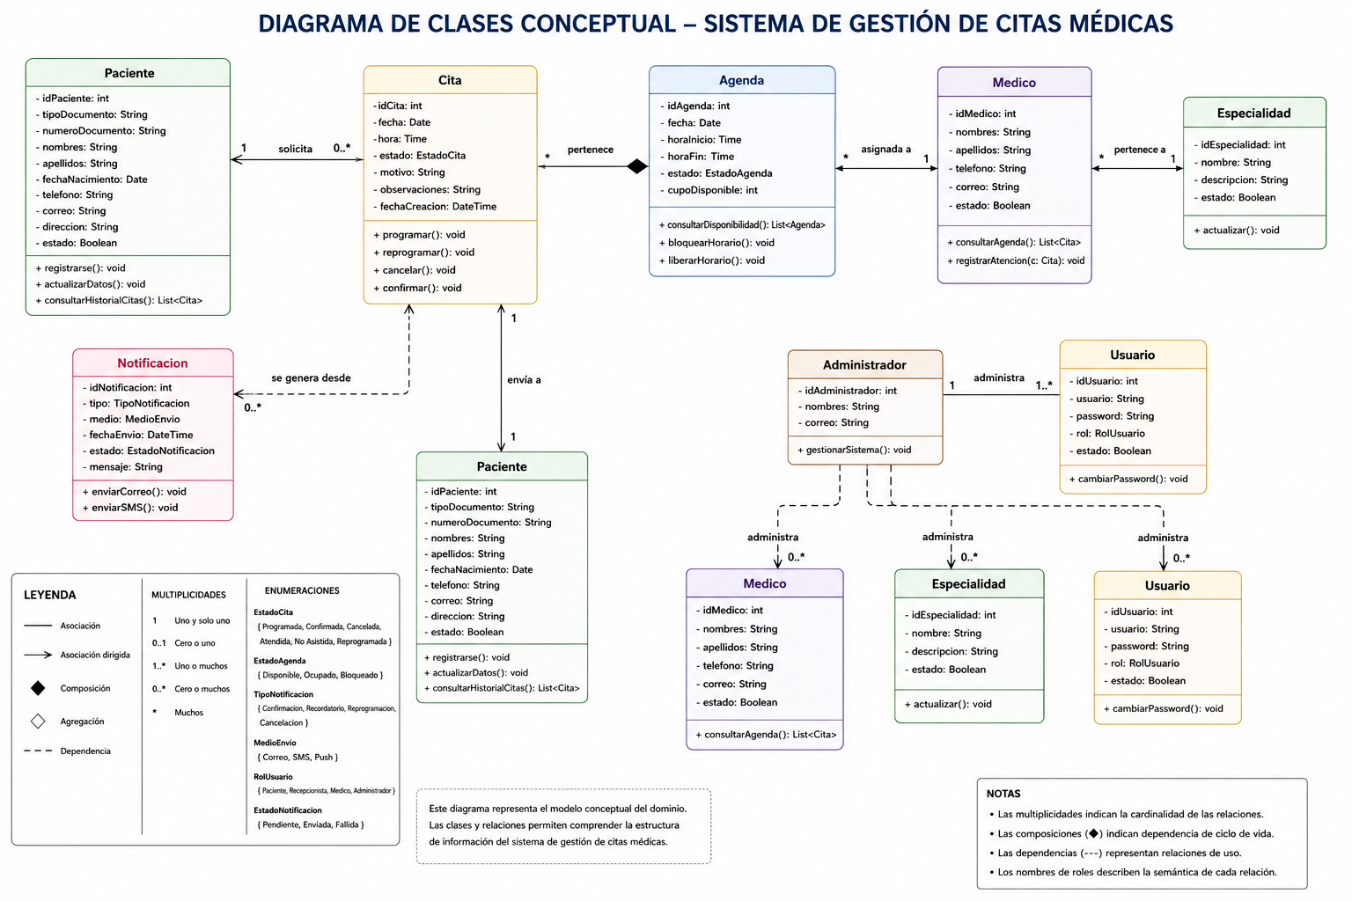 DIAGRAMA DE CLASES CONCEPTUAL – SISTEMA DE GESTIÓN DE CITAS MÉDICAS
Paciente
- idPaciente: int
- tipoDocumento: String
- numeroDocumento: String
- nombres: String
- apellidos: String
- fechaNacimiento: Date
- telefono: String
- correo: String
- direccion: String
- estado: Boolean
+ registrarse(): void
+ actualizarDatos(): void
+ consultarHistorialCitas(): List<Cita>
1
solicita
0..*
Cita
-idCita: int
-fecha: Date
-hora: Time
- estado: EstadoCita
- motivo: String
- observaciones: String
- fechaCreacion: DateTime
+ programar(): void
+ reprogramar(): void
+ cancelar(): void
+ confirmar(): void
*
pertenece
Agenda
- idAgenda: int
- fecha: Date
- horaInicio: Time
- horaFin: Time
- estado: EstadoAgenda
- cupoDisponible: int
+ consultarDisponibilidad(): List<Agenda>
+ bloquearHorario(): void
+ liberarHorario(): void
*
asignada a
1
Medico
- idMedico: int
- nombres: String
- apellidos: String
- telefono: String
- correo: String
- estado: Boolean
+ consultarAgenda(): List<Cita>
+ registrarAtencion(c: Cita): void
*
pertenece a
1
Especialidad
- idEspecialidad: int
- nombre: String
- descripcion: String
- estado: Boolean
+ actualizar(): void
Notificacion
- idNotificacion: int
- tipo: TipoNotificacion
- medio: MedioEnvio
- fechaEnvio: DateTime
- estado: EstadoNotificacion
- mensaje: String
+ enviarCorreo(): void
+ enviarSMS(): void
se genera desde
0..*
1
envía a
1
Paciente
- idPaciente: int
- tipoDocumento: String
- numeroDocumento: String
- nombres: String
- apellidos: String
- fechaNacimiento: Date
- telefono: String
- correo: String
- direccion: String
- estado: Boolean
+ registrarse(): void
+ actualizarDatos(): void
+ consultarHistorialCitas(): List<Cita>
Administrador
- idAdministrador: int
- nombres: String
- correo: String
+ gestionarSistema(): void
1
administra
1..*
Usuario
- idUsuario: int
- usuario: String
- password: String
- rol: RolUsuario
- estado: Boolean
+ cambiarPassword(): void
administra
0..*
administra
0..*
administra
0..*
Medico
- idMedico: int
- nombres: String
- apellidos: String
- telefono: String
- correo: String
- estado: Boolean
+ consultarAgenda(): List<Cita>
Especialidad
- idEspecialidad: int
- nombre: String
- descripcion: String
- estado: Boolean
+ actualizar(): void
Usuario
- idUsuario: int
- usuario: String
- password: String
- rol: RolUsuario
- estado: Boolean
+ cambiarPassword(): void
LEYENDA
Asociación
Asociación dirigida
Composición
Agregación
Dependencia
MULTIPLICIDADES
1 Uno y solo uno
0..1 Cero o uno
1..* Uno o muchos
0..* Cero o muchos
* Muchos
ENUMERACIONES
EstadoCita
{ Programada, Confirmada, Cancelada,
Atendida, No Asistida, Reprogramada }
EstadoAgenda
{ Disponible, Ocupado, Bloqueado }
TipoNotificacion
{ Confirmacion, Recordatorio, Reprogramacion,
Cancelacion }
MedioEnvio
{ Correo, SMS, Push }
RolUsuario
{ Paciente, Recepcionista, Medico, Administrador }
EstadoNotificacion
{ Pendiente, Enviada, Fallida }
Este diagrama representa el modelo conceptual del dominio.
Las clases y relaciones permiten comprender la estructura
de información del sistema de gestión de citas médicas.
NOTAS
• Las multiplicidades indican la cardinalidad de las relaciones.
• Las composiciones (◆) indican dependencia de ciclo de vida.
• Las dependencias (---) representan relaciones de uso.
• Los nombres de roles describen la semántica de cada relación.